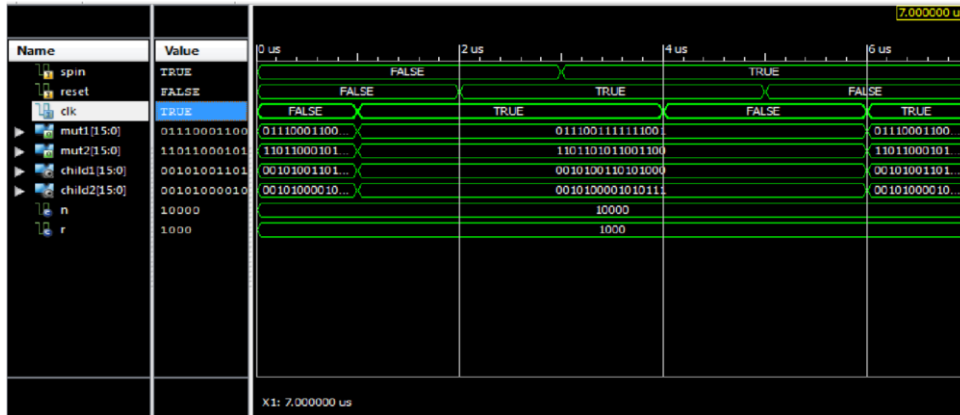 7.000000 u
Name Value 0 us 2 us 4 us 6 us
spin TRUE FALSE TRUE
reset FALSE FALSE TRUE FALSE
clk TRUE FALSE TRUE FALSE TRUE
mut1[15:0] 01110001100 01110001100... 0111001111111001 01110001100...
mut2[15:0] 11011000101 11011000101... 1101101011001100 11011000101...
child1[15:0] 00101001101 00101001101... 0010100110101000 00101001101...
child2[15:0] 00101000010 00101000010... 0010100001010111 00101000010...
n 10000 10000
r 1000 1000
X1: 7.000000 us